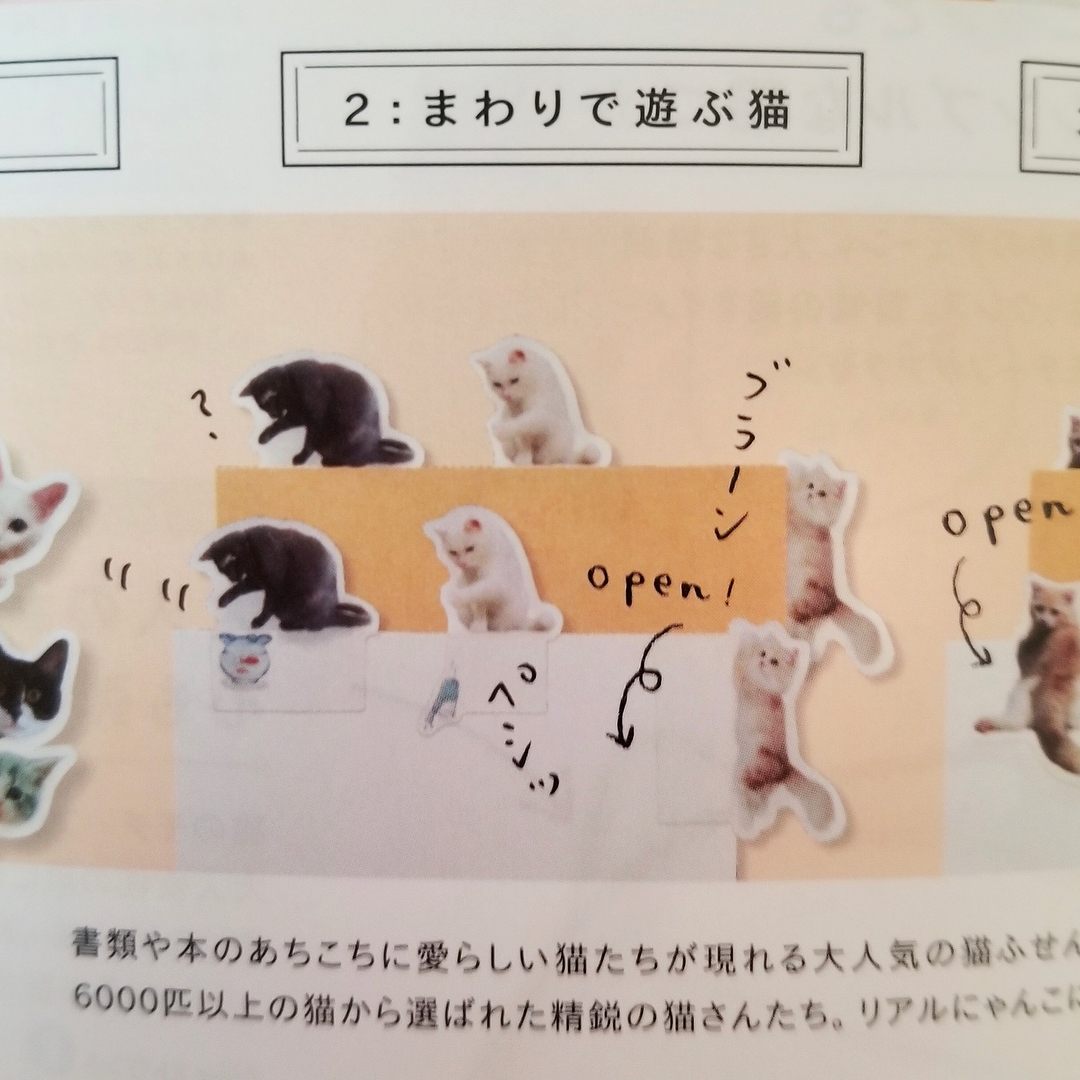 2:まわりで遊ぶ猫
?
ブラーン
open!
open
ペシッ
書類や本のあちこちに愛らしい猫たちが現れる大人気の猫ふせん
6000匹以上の猫から選ばれた精鋭の猫さんたち。リアルにゃんこに